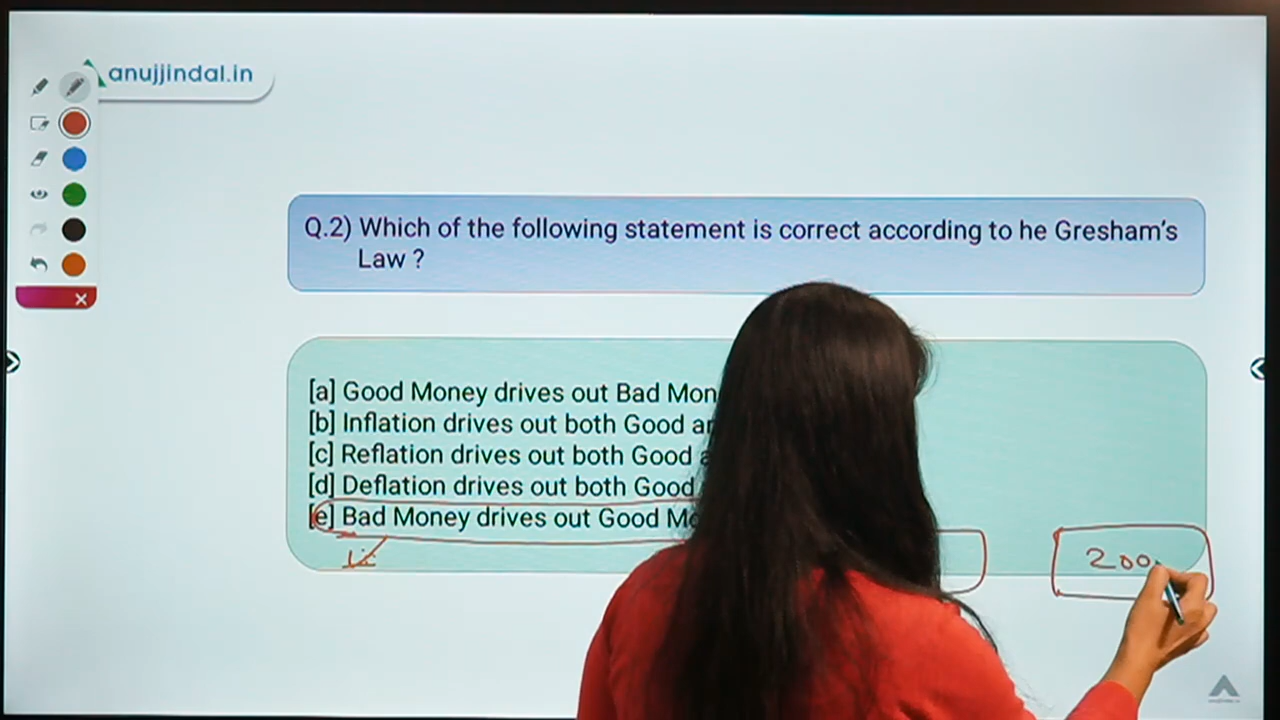 anujjindal.in
Q.2) Which of the following statement is correct according to he Gresham's
Law ?
[a] Good Money drives out Bad Mon
[b] Inflation drives out both Good a
[c] Reflation drives out both Good
[d] Deflation drives out both Good
[e] Bad Money drives out Good Mo
200